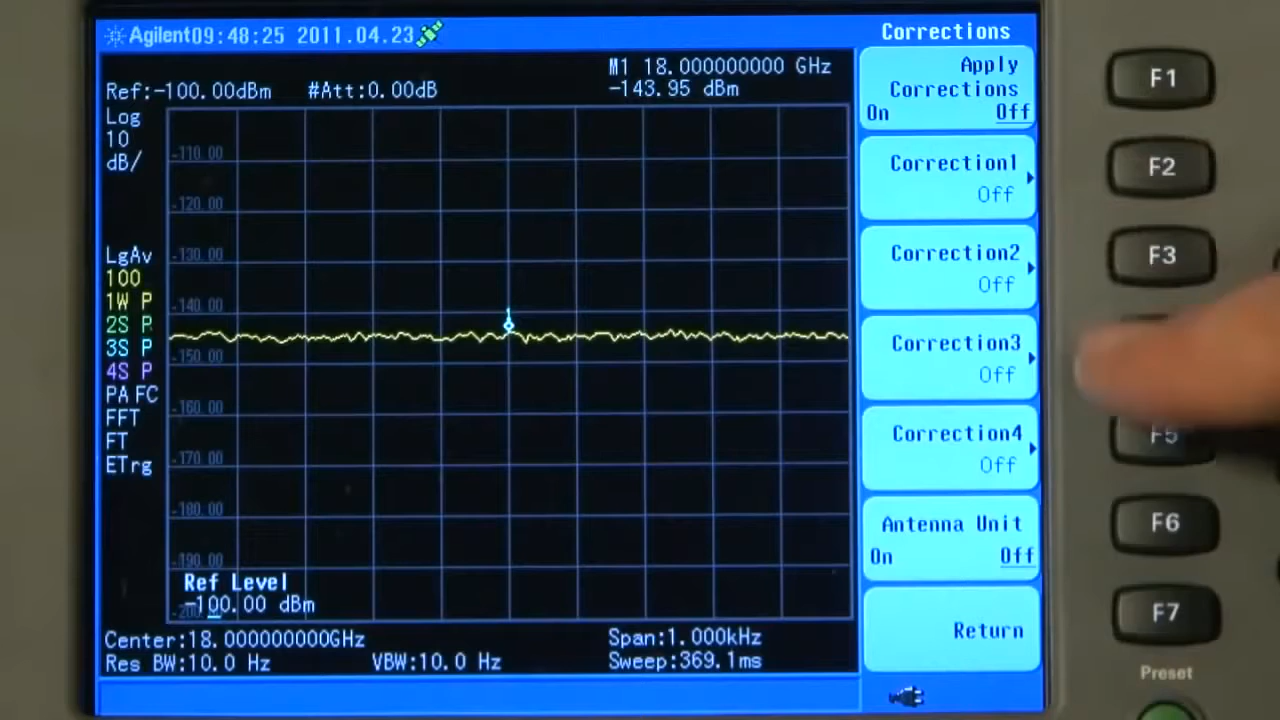 Agilent 09:48:25 2011.04.23
Corrections
Ref:-100.00dBm #Att:0.00dB
M1 18.000000000 GHz
-143.95 dBm
Log
10
dB/
-110.00
-120.00
-130.00
-140.00
-150.00
-160.00
-170.00
-180.00
-190.00
LgAv
100
1W P
2S P
3S P
4S P
PA FC
FFT
FT
ETrg
1
Ref Level
-100.00 dBm
Center:18.000000000GHz
Span:1.000kHz
Res BW:10.0 Hz VBW:10.0 Hz
Sweep:369.1ms
Apply
Corrections
On Off
Correction1
Off
Correction2
Off
Correction3
Off
Correction4
Off
Antenna Unit
On Off
Return
F1
F2
F3
F5
F6
F7
Preset